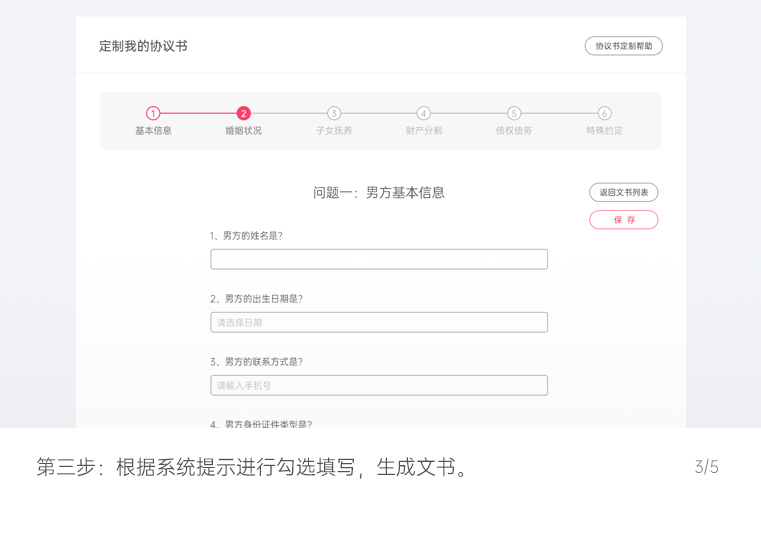 定制我的协议书
协议书定制帮助
1 2 3 4 5 6
基本信息 婚姻状况 子女抚养 财产分割 债权债务 特殊约定
问题一：男方基本信息
返回文书列表
保 存
1、男方的姓名是?
2、男方的出生日期是?
请选择日期
3、男方的联系方式是?
请输入手机号
4、男方身份证件类型是?
第三步：根据系统提示进行勾选填写，生成文书。
3/5